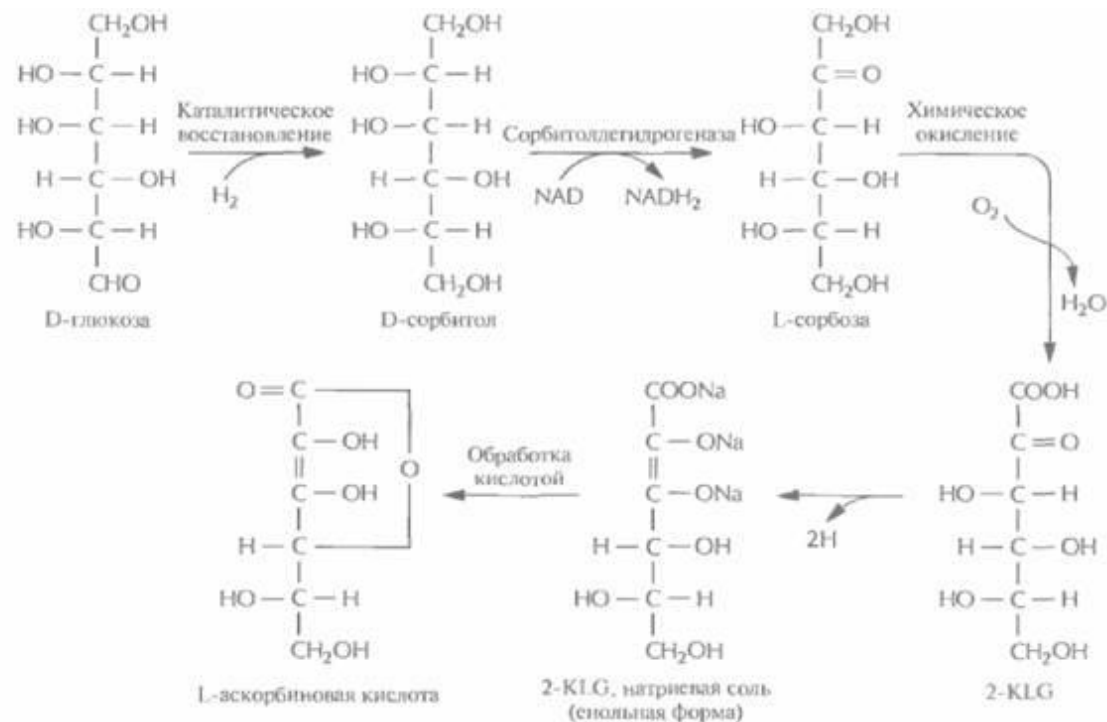 CH₂OH
HO—C—H
HO—C—H
H—C—OH
HO—C—H
CHO
D-глюкоза
Каталитическое
восстановление
H₂
CH₂OH
HO—C—H
HO—C—H
H—C—OH
HO—C—H
CH₂OH
D-сорбитол
Сорбитолдегидрогеназа
NAD
NADH₂
CH₂OH
C=O
HO—C—H
H—C—OH
HO—C—H
CH₂OH
L-сорбоза
Химическое
окисление
O₂
H₂O
COOH
C=O
HO—C—H
H—C—OH
HO—C—H
CH₂OH
2-KLG
2H
COONa
C—ONa
C—ONa
H—C—OH
HO—C—H
CH₂OH
2-KLG, натриевая соль
(енольная форма)
Обработка
кислотой
O=C
C—OH
O
C—OH
H—C
HO—C—H
CH₂OH
L-аскорбиновая кислота